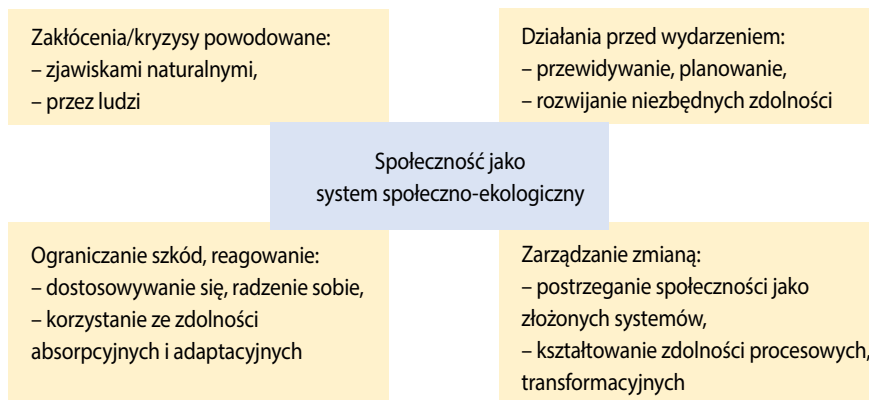 Zakłócenia/kryzysy powodowane:
– zjawiskami naturalnymi,
– przez ludzi
Działania przed wydarzeniem:
– przewidywanie, planowanie,
– rozwijanie niezbędnych zdolności
Społeczność jako
system społeczno-ekologiczny
Ograniczanie szkód, reagowanie:
– dostosowywanie się, radzenie sobie,
– korzystanie ze zdolności
absorpcyjnych i adaptacyjnych
Zarządzanie zmianą:
– postrzeganie społeczności jako
złożonych systemów,
– kształtowanie zdolności procesowych,
transformacyjnych